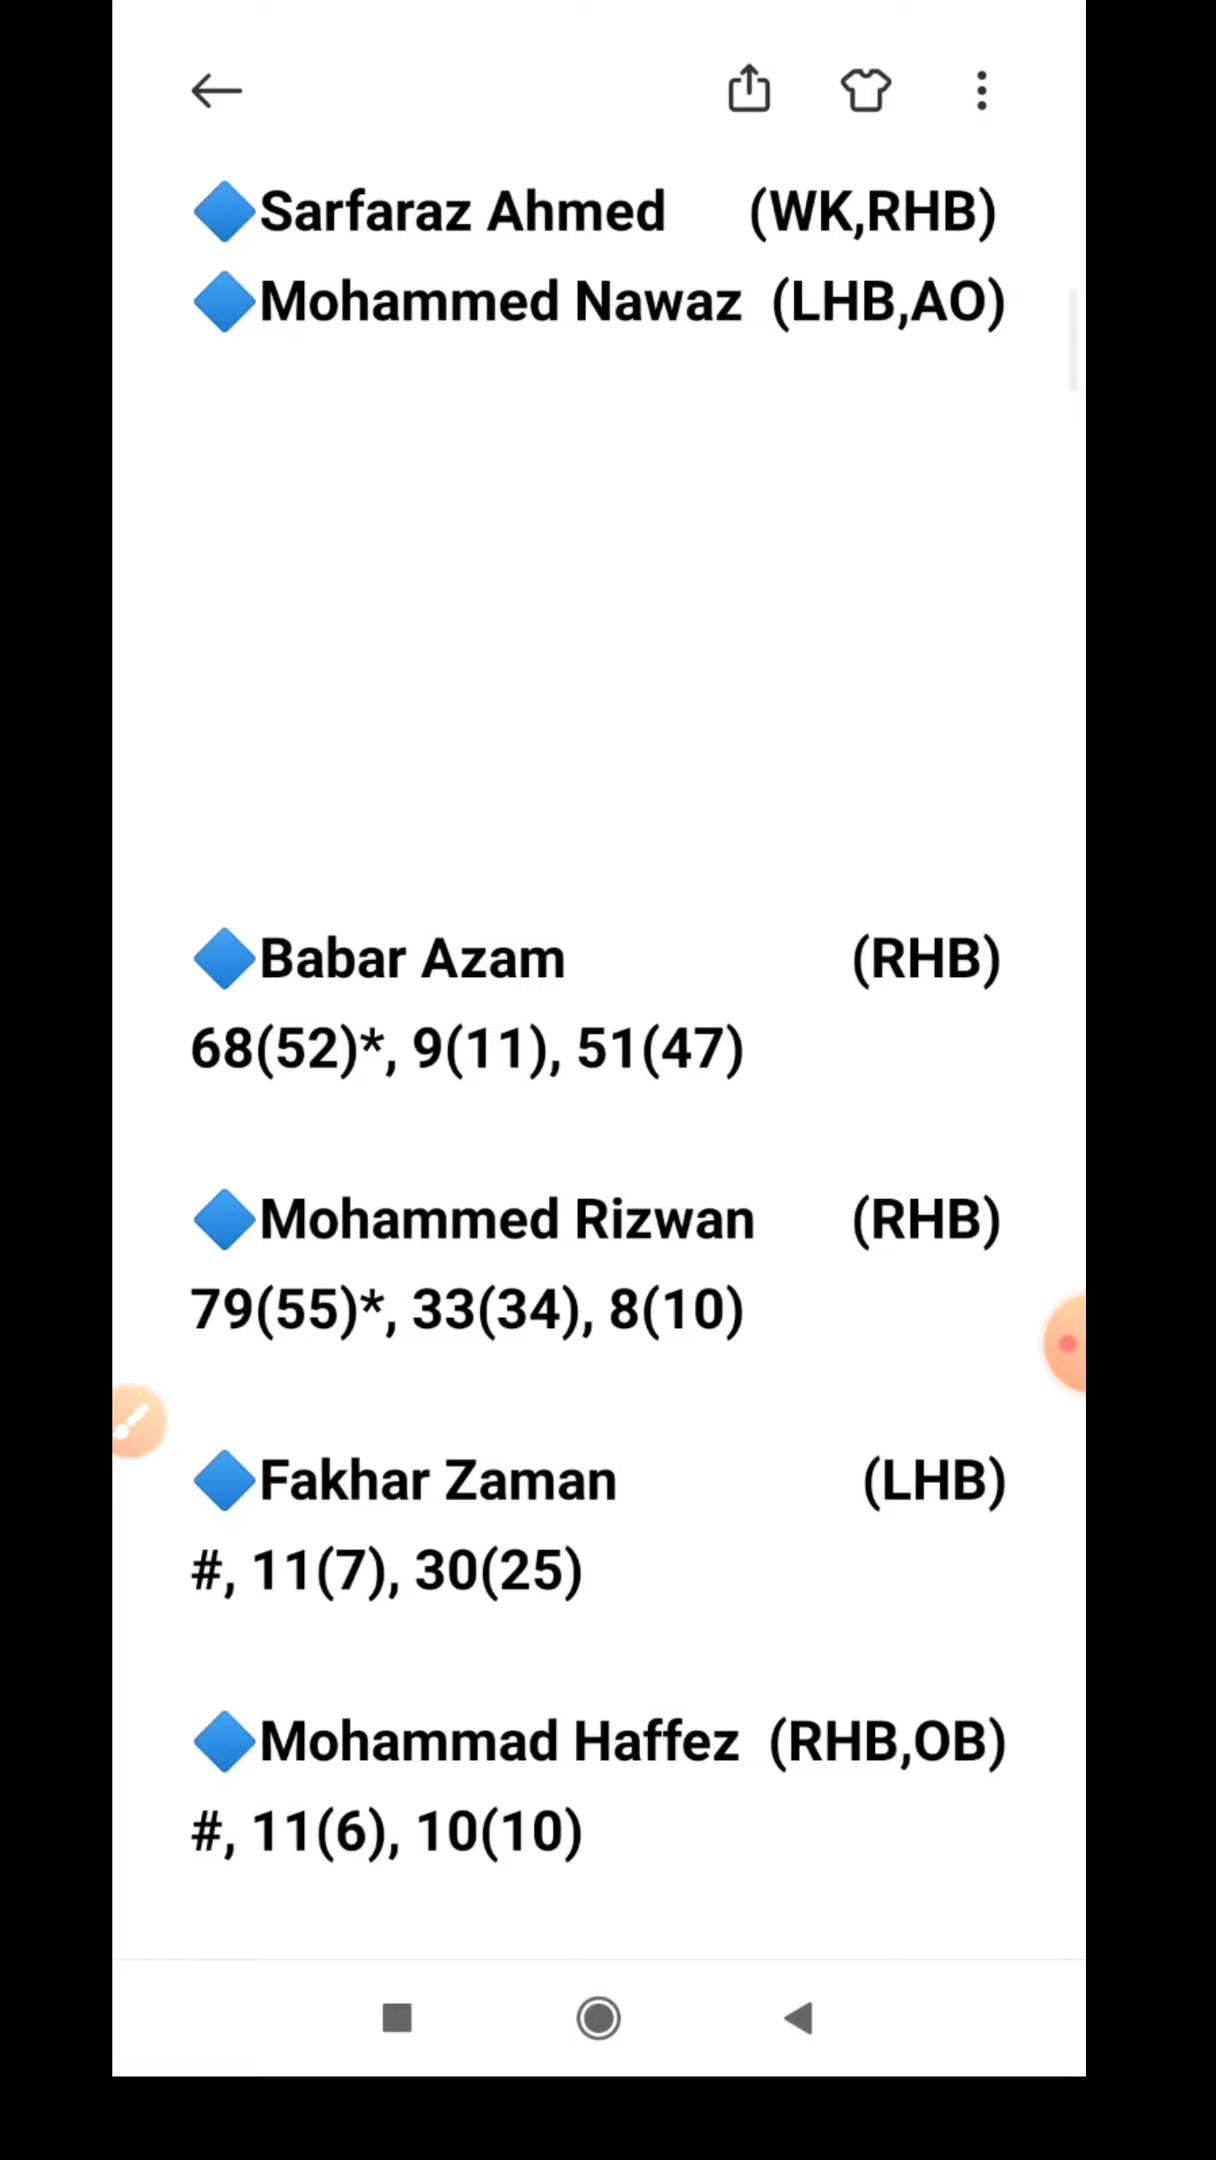 🔷Sarfaraz Ahmed (WK,RHB)
🔷Mohammed Nawaz (LHB,AO)
🔷Babar Azam (RHB)
68(52)*, 9(11), 51(47)
🔷Mohammed Rizwan (RHB)
79(55)*, 33(34), 8(10)
🔷Fakhar Zaman (LHB)
#, 11(7), 30(25)
🔷Mohammad Haffez (RHB,OB)
#, 11(6), 10(10)